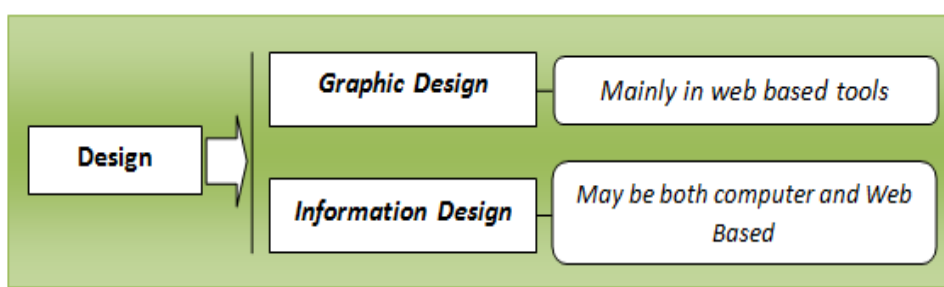 Design
Graphic Design
Mainly in web based tools
Information Design
May be both computer and Web
Based